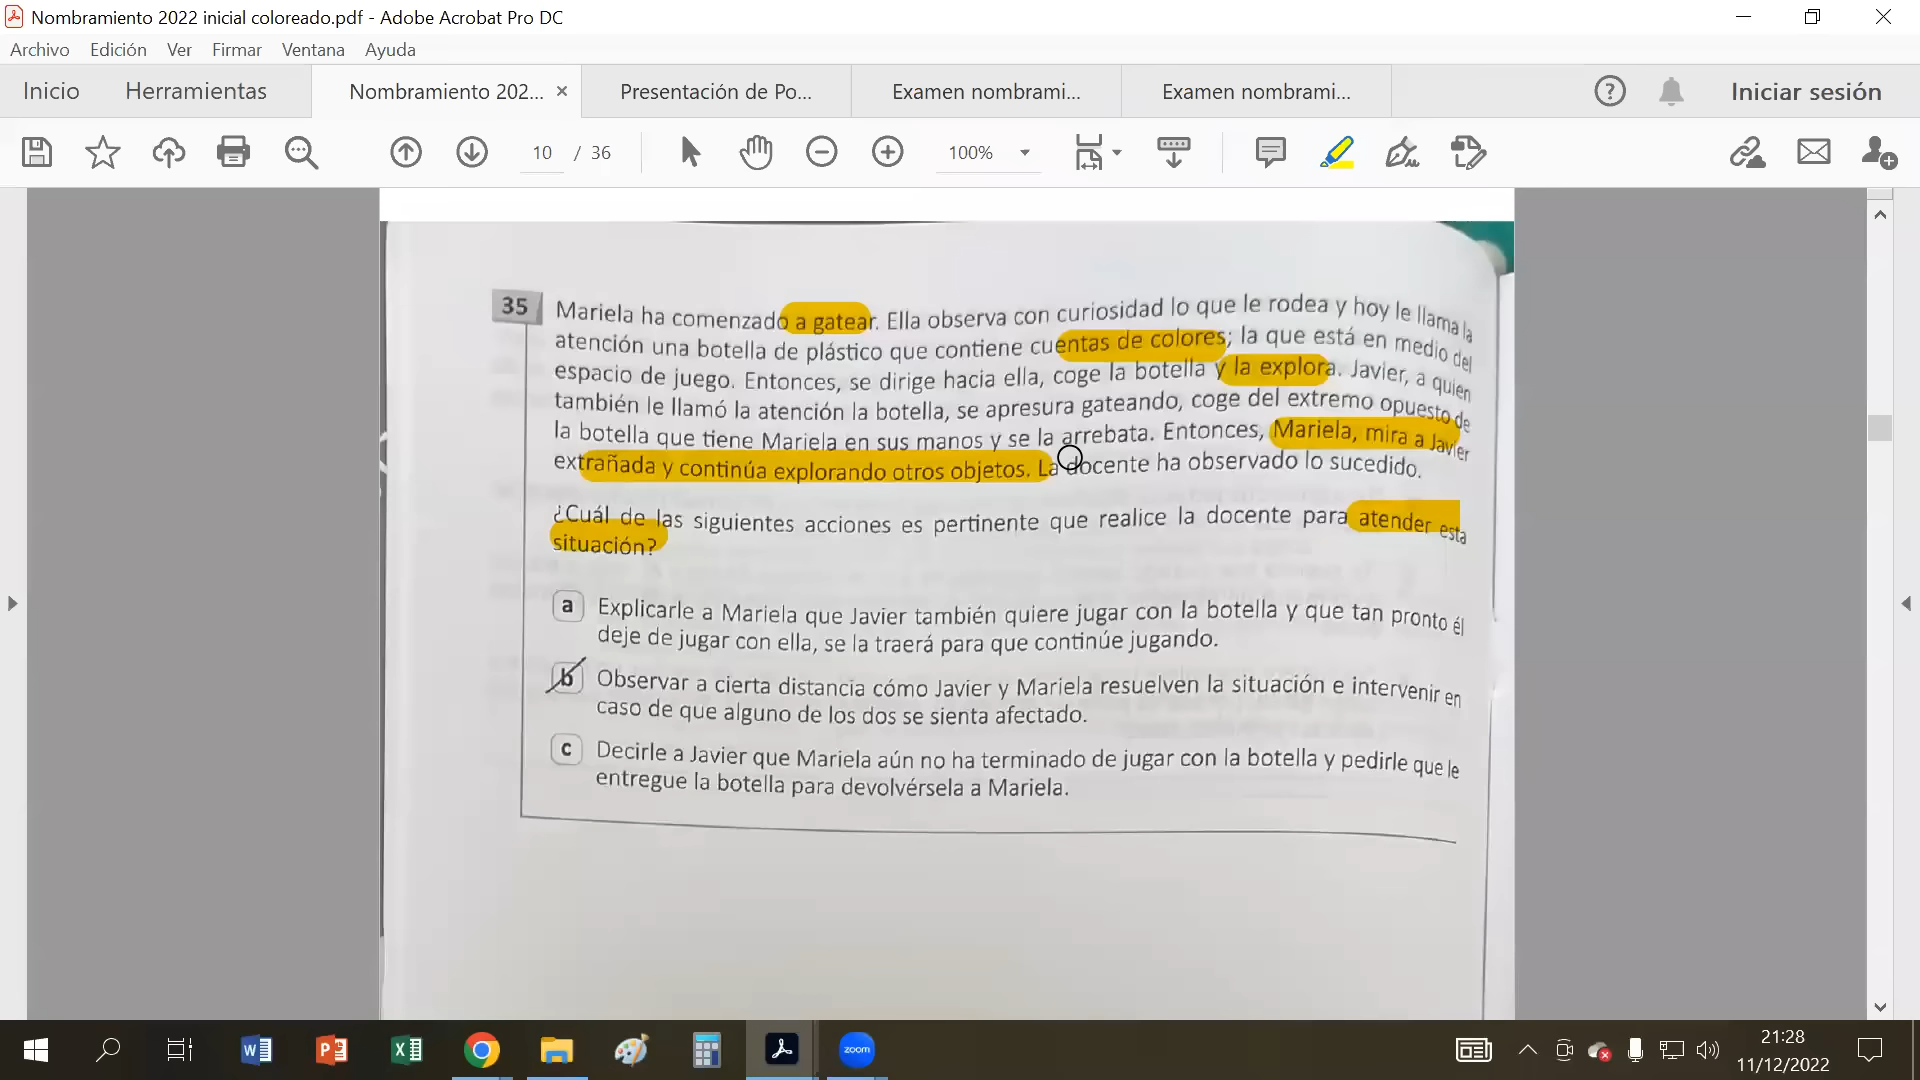 Nombramiento 2022 inicial coloreado.pdf - Adobe Acrobat Pro DC
Archivo Edición Ver Firmar Ventana Ayuda
Inicio Herramientas Nombramiento 202... × Presentación de Po... Examen nombrami... Examen nombrami... Iniciar sesión
10 / 36 100%
35 Mariela ha comenzado a gatear. Ella observa con curiosidad lo que le rodea y hoy le llama la
atención una botella de plástico que contiene cuentas de colores; la que está en medio del
espacio de juego. Entonces, se dirige hacia ella, coge la botella y la explora. Javier, a quien
también le llamó la atención la botella, se apresura gateando, coge del extremo opuesto de
la botella que tiene Mariela en sus manos y se la arrebata. Entonces, Mariela, mira a Javier
extrañada y continúa explorando otros objetos. La docente ha observado lo sucedido.
¿Cuál de las siguientes acciones es pertinente que realice la docente para atender esta
situación?
a Explicarle a Mariela que Javier también quiere jugar con la botella y que tan pronto él
deje de jugar con ella, se la traerá para que continúe jugando.
b Observar a cierta distancia cómo Javier y Mariela resuelven la situación e intervenir en
caso de que alguno de los dos se sienta afectado.
c Decirle a Javier que Mariela aún no ha terminado de jugar con la botella y pedirle que le
entregue la botella para devolvérsela a Mariela.
zoom
21:28
11/12/2022